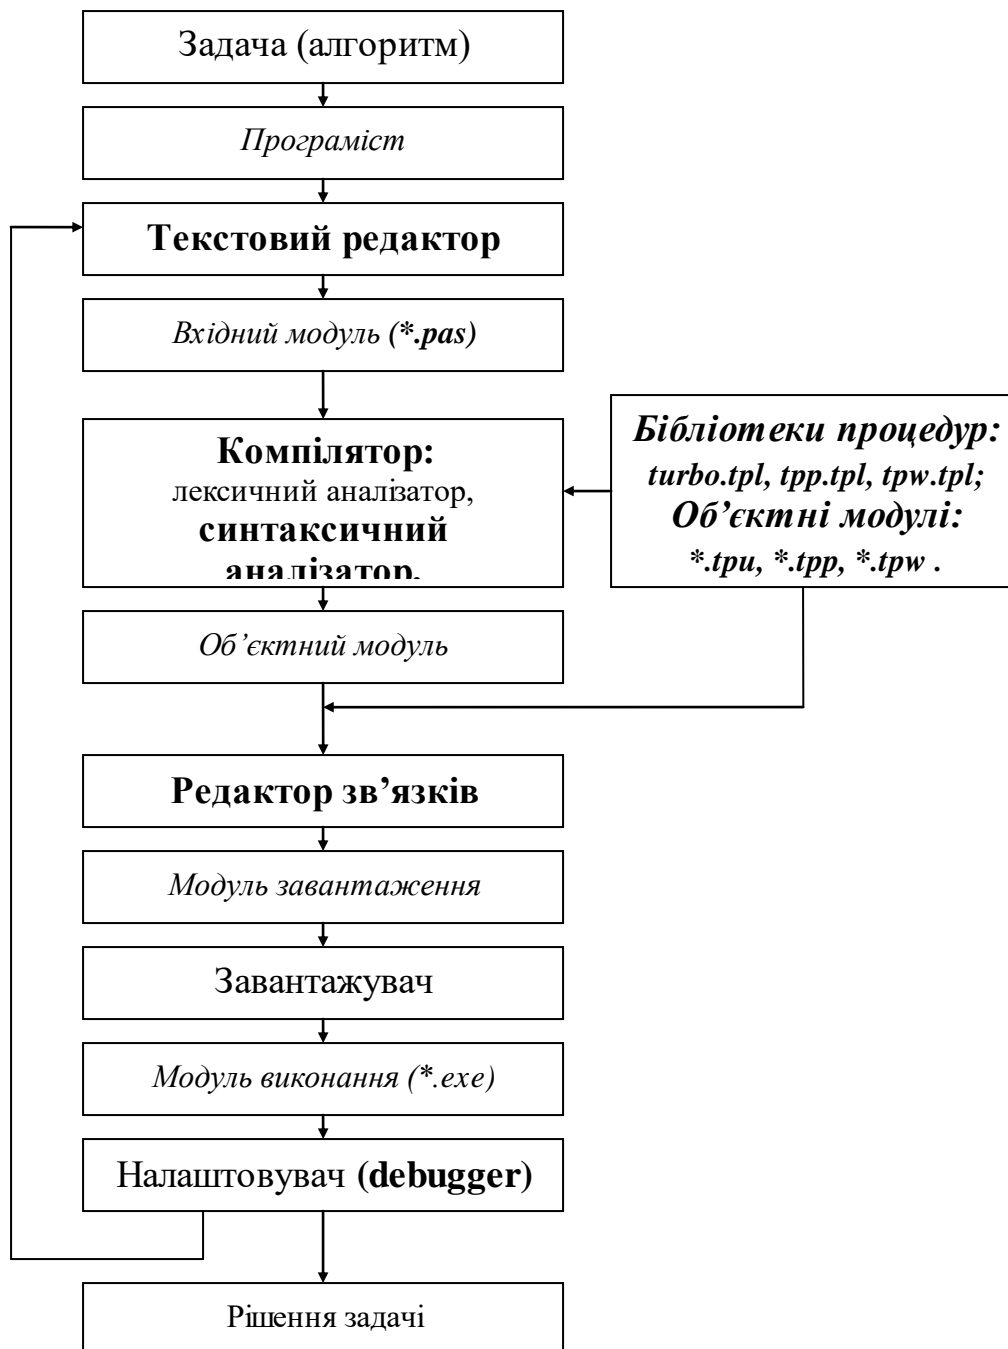 Задача (алгоритм)
Програміст
Текстовий редактор
Вхідний модуль (*.pas)
Компілятор:
лексичний аналізатор,
синтаксичний
аналізатор,
Бібліотеки процедур:
turbo.tpl, tpp.tpl, tpw.tpl;
Об’єктні модулі:
*.tpu, *.tpp, *.tpw .
Об’єктний модуль
Редактор зв’язків
Модуль завантаження
Завантажувач
Модуль виконання (*.exe)
Налаштовувач (debugger)
Рішення задачі